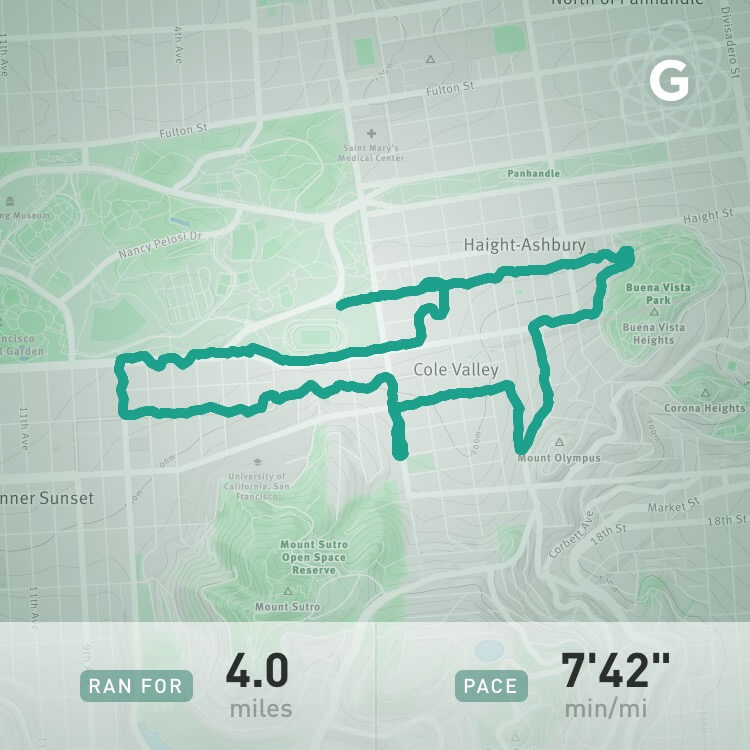 North of Panhandle
Divisadero St
11th Ave
4th Ave
G
Fulton St
Fulton St
Saint Mary's
Medical Center
Panhandle
Haight St
ng Museum
Nancy Pelosi Dr
Haight-Ashbury
Buena Vista
Park
Buena Vista
Heights
ncisco
l Garden
Cole Valley
Corona Heights
11th Ave
100m
Mount Olympus
University of
California, San
Francisco
nner Sunset
Market St
18th St
18th St
Corbett Ave
Mount Sutro
Open Space
Reserve
Mount Sutro
11th Ave
9th
RAN FOR
4.0
miles
PACE
7'42"
min/mi